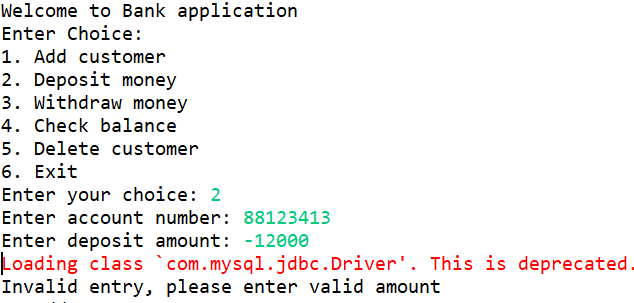 Welcome to Bank application
Enter Choice:
1. Add customer
2. Deposit money
3. Withdraw money
4. Check balance
5. Delete customer
6. Exit
Enter your choice: 2
Enter account number: 88123413
Enter deposit amount: -12000
Loading class `com.mysql.jdbc.Driver'. This is deprecated.
Invalid entry, please enter valid amount